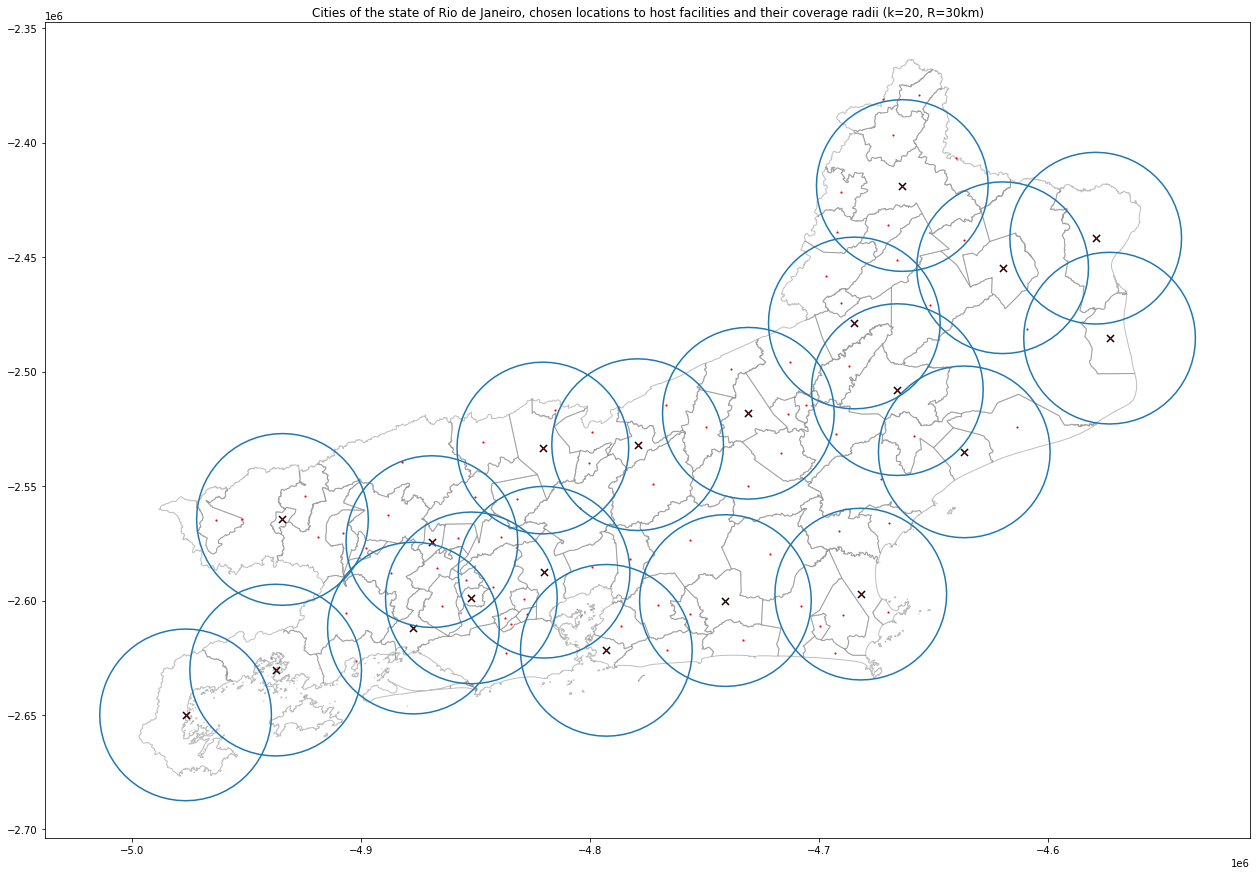 Cities of the state of Rio de Janeiro, chosen locations to host facilities and their coverage radii (k=20, R=30km)
1e6
−2.35
−2.40
−2.45
−2.50
−2.55
−2.60
−2.65
−2.70
−5.0 −4.9 −4.8 −4.7 −4.6
1e6